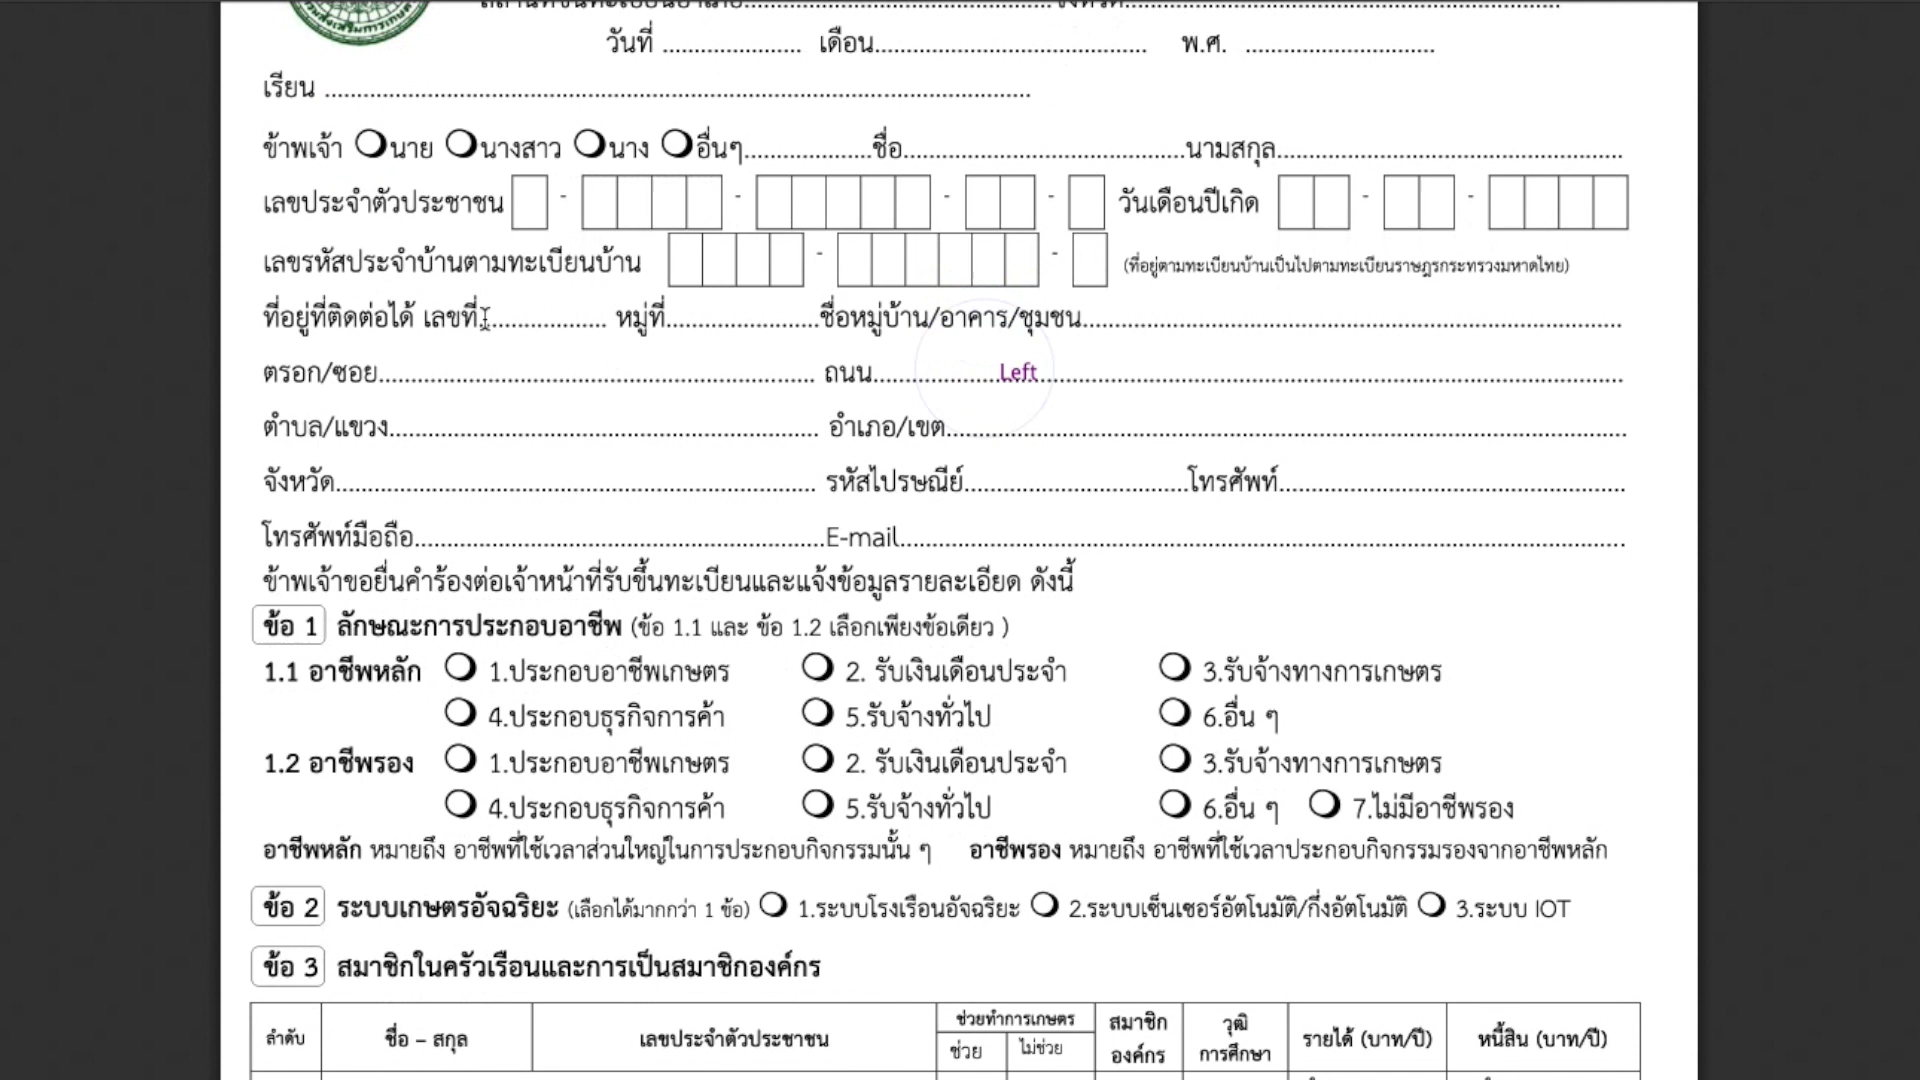 วันที่ ...................... เดือน........................................... พ.ศ. ..............................
เรียน ................................................................................................................
ข้าพเจ้า นาย นางสาว นาง อื่นๆ....................ชื่อ.............................................นามสกุล.......................................................
เลขประจำตัวประชาชน - - - - วันเดือนปีเกิด - -
เลขรหัสประจำบ้านตามทะเบียนบ้าน - - (ที่อยู่ตามทะเบียนบ้านเป็นไปตามทะเบียนราษฎรกระทรวงมหาดไทย)
ที่อยู่ที่ติดต่อได้ เลขที่.................... หมู่ที่........................ชื่อหมู่บ้าน/อาคาร/ชุมชน.....................................................................................
ตรอก/ซอย..................................................................... ถนน....................Left.............................................................................................
ตำบล/แขวง.................................................................... อำเภอ/เขต...........................................................................................................
จังหวัด............................................................................ รหัสไปรษณีย์...................................โทรศัพท์......................................................
โทรศัพท์มือถือ.................................................................E-mail..................................................................................................................
ข้าพเจ้าขอยื่นคำร้องต่อเจ้าหน้าที่รับขึ้นทะเบียนและแจ้งข้อมูลรายละเอียด ดังนี้
ข้อ 1 ลักษณะการประกอบอาชีพ (ข้อ 1.1 และ ข้อ 1.2 เลือกเพียงข้อเดียว )
1.1 อาชีพหลัก 1.ประกอบอาชีพเกษตร 2. รับเงินเดือนประจำ 3.รับจ้างทางการเกษตร
4.ประกอบธุรกิจการค้า 5.รับจ้างทั่วไป 6.อื่น ๆ
1.2 อาชีพรอง 1.ประกอบอาชีพเกษตร 2. รับเงินเดือนประจำ 3.รับจ้างทางการเกษตร
4.ประกอบธุรกิจการค้า 5.รับจ้างทั่วไป 6.อื่น ๆ 7.ไม่มีอาชีพรอง
อาชีพหลัก หมายถึง อาชีพที่ใช้เวลาส่วนใหญ่ในการประกอบกิจกรรมนั้น ๆ อาชีพรอง หมายถึง อาชีพที่ใช้เวลาประกอบกิจกรรมรองจากอาชีพหลัก
ข้อ 2 ระบบเกษตรอัจฉริยะ (เลือกได้มากกว่า 1 ข้อ) 1.ระบบโรงเรือนอัจฉริยะ 2.ระบบเซ็นเซอร์อัตโนมัติ/กึ่งอัตโนมัติ 3.ระบบ IOT
ข้อ 3 สมาชิกในครัวเรือนและการเป็นสมาชิกองค์กร
ลำดับ ชื่อ – สกุล เลขประจำตัวประชาชน ช่วยทำการเกษตร ช่วย ไม่ช่วย สมาชิกองค์กร วุฒิการศึกษา รายได้ (บาท/ปี) หนี้สิน (บาท/ปี)